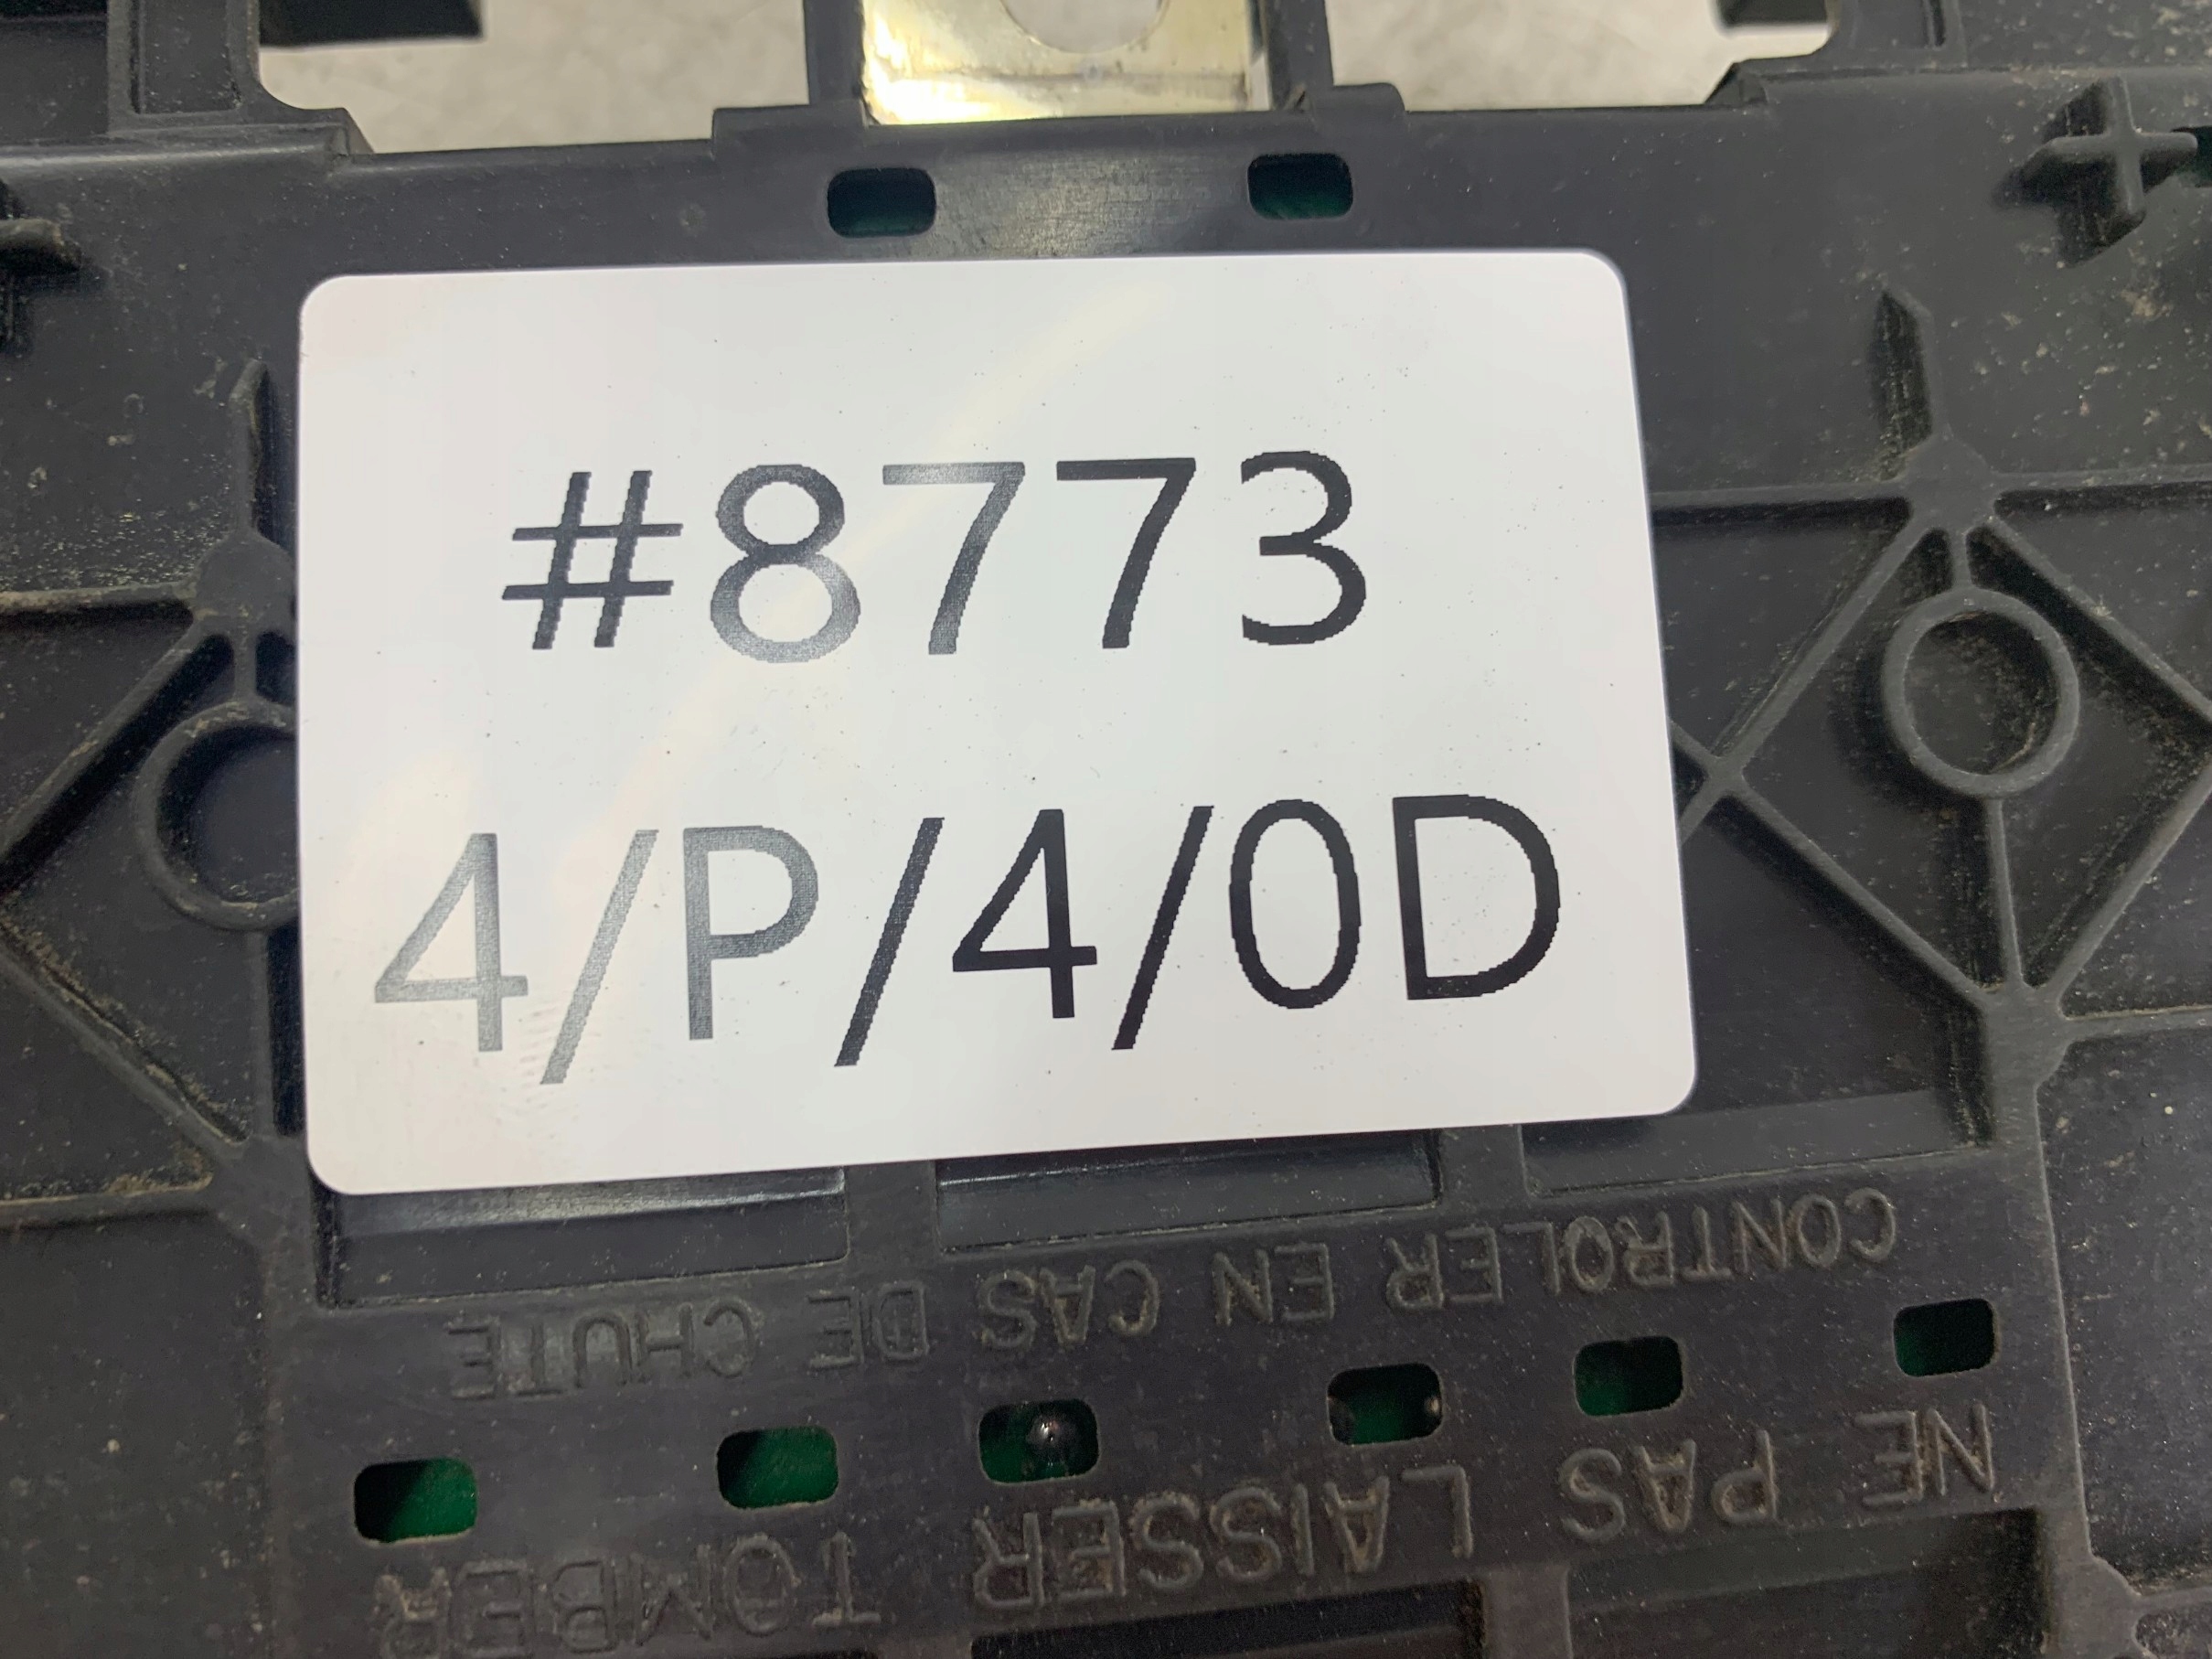 #8773
4/P/4/0D
NE PAS LAISSER TOMBER
CONTROLER EN CAS DE CHUTE